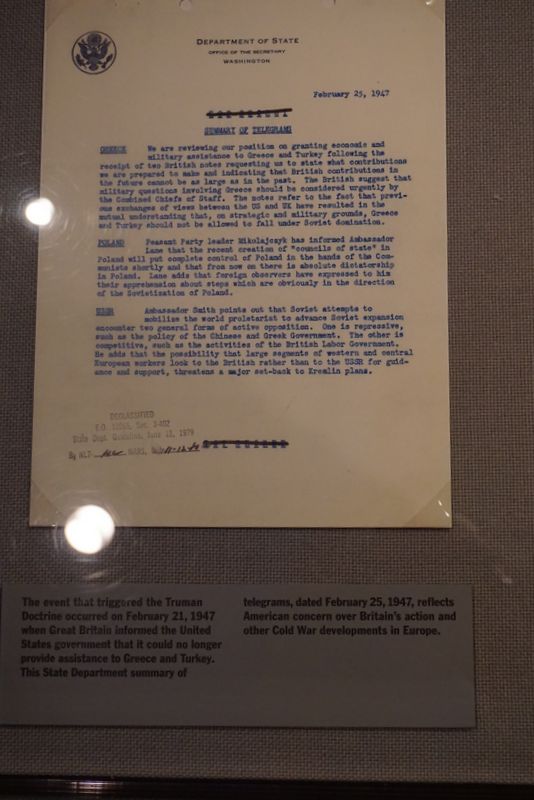 DEPARTMENT OF STATE
OFFICE OF THE SECRETARY
WASHINGTON
February 25, 1947
SUMMARY OF TELEGRAMS
GREECE We are reviewing our position on granting economic and
military assistance to Greece and Turkey following the
receipt of two British notes requesting us to state what contributions
we are prepared to make and indicating that British contributions in
the future cannot be as large as in the past. The British suggest that
military questions involving Greece should be considered urgently by
the Combined Chiefs of Staff. The notes refer to the fact that previ-
ous exchanges of views between the US and UK have resulted in the
mutual understanding that, on strategic and military grounds, Greece
and Turkey should not be allowed to fall under Soviet domination.
POLAND Peasant Party leader Mikolajczyk has informed Ambassador
Lane that the recent creation of "councils of state" in
Poland will put complete control of Poland in the hands of the Com-
munists shortly and that from now on there is absolute dictatorship
in Poland. Lane adds that foreign observers have expressed to his
their apprehension about steps which are obviously in the direction
of the Sovietization of Poland.
USSR Ambassador Smith points out that Soviet attempts to
mobilize the world proletariat to advance Soviet expansion
encounter two general forms of active opposition. One is repressive,
such as the policy of the Chinese and Greek Government. The other is
competitive, such as the activities of the British Labor Government.
He adds that the possibility that large segments of western and central
European workers look to the British rather than to the USSR for guid-
ance and support, threatens a major set-back to Kremlin plans.
DECLASSIFIED
E.O. Sec. 3-402
State Dept. Guideline, June 12, 1979
By NLT- NARS, Date
The event that triggered the Truman
Doctrine occurred on February 21, 1947
when Great Britain informed the United
States government that it could no longer
provide assistance to Greece and Turkey.
This State Department summary of
telegrams, dated February 25, 1947, reflects
American concern over Britain's action and
other Cold War developments in Europe.